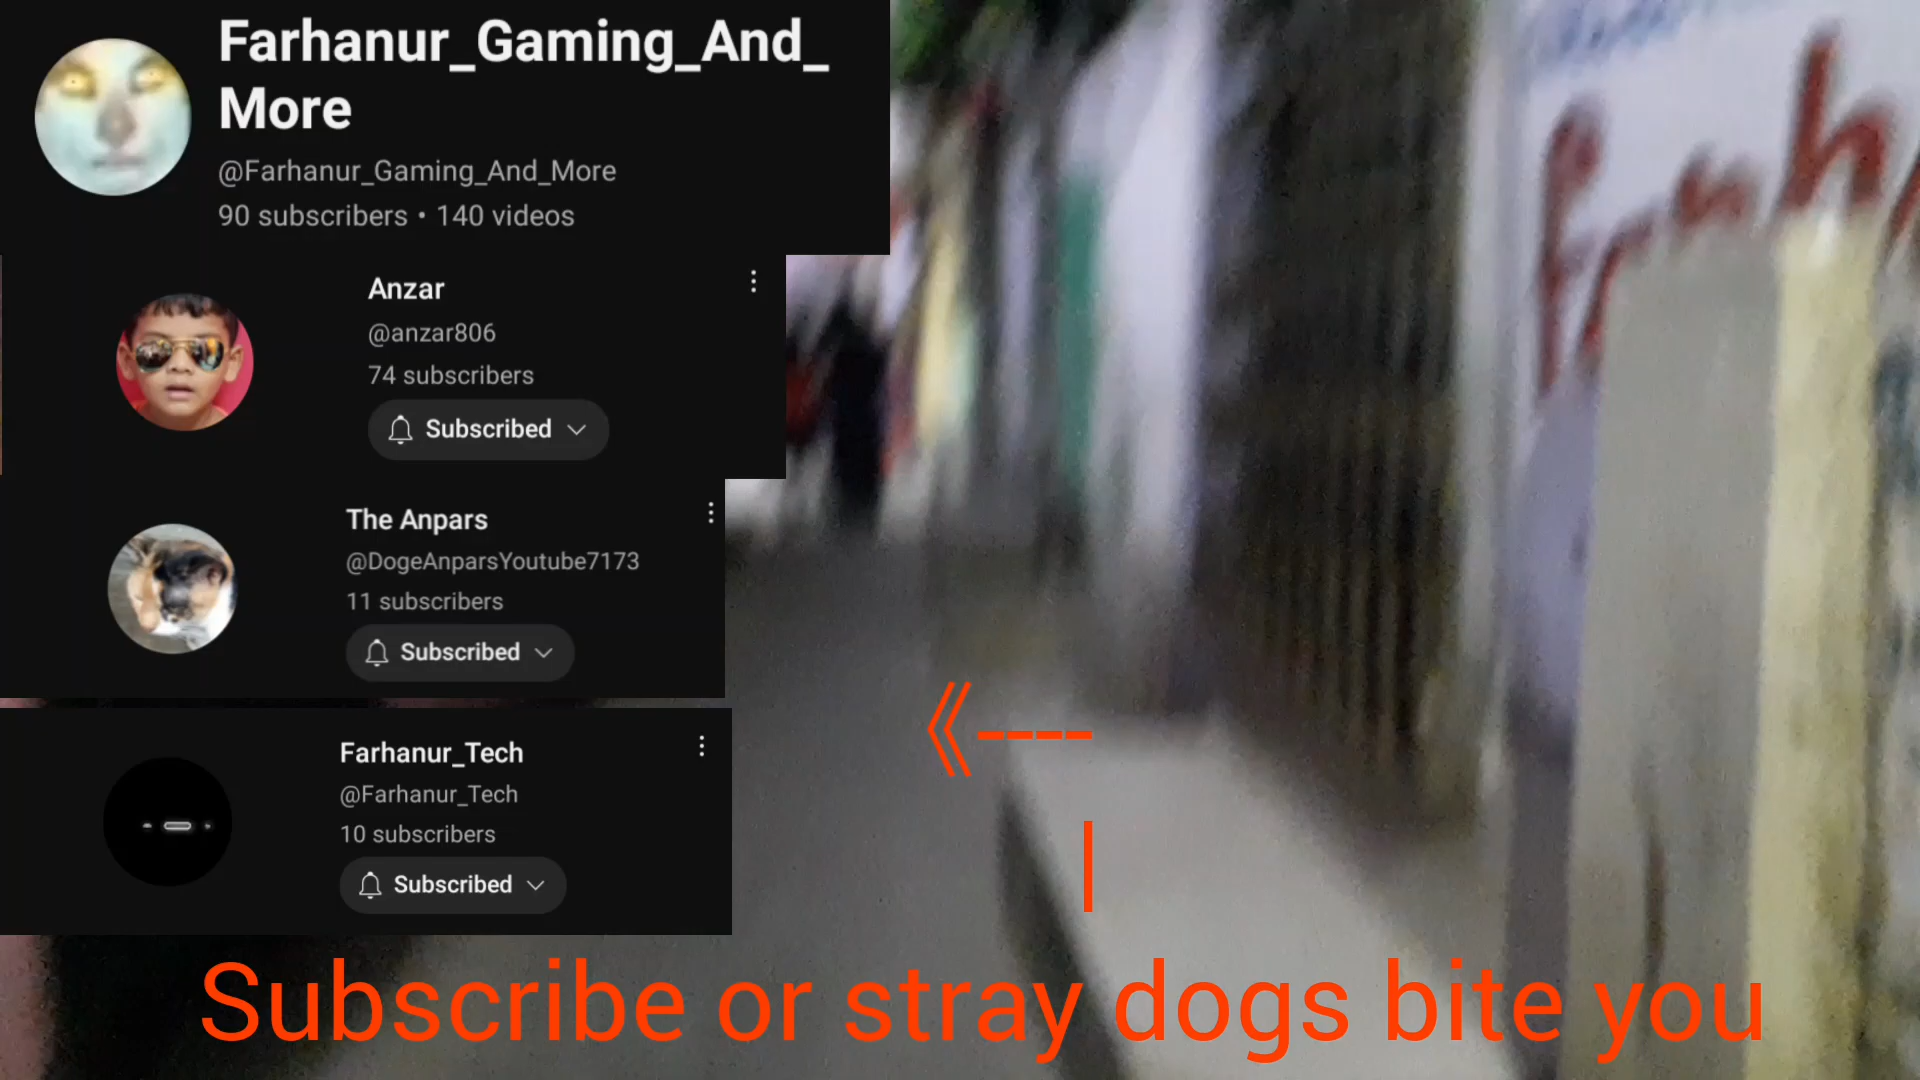 Farhanur_Gaming_And_
More
@Farhanur_Gaming_And_More
90 subscribers • 140 videos
Anzar
@anzar806
74 subscribers
Subscribed
The Anpars
@DogeAnparsYoutube7173
11 subscribers
Subscribed
Farhanur_Tech
@Farhanur_Tech
10 subscribers
Subscribed
Subscribe or stray dogs bite you